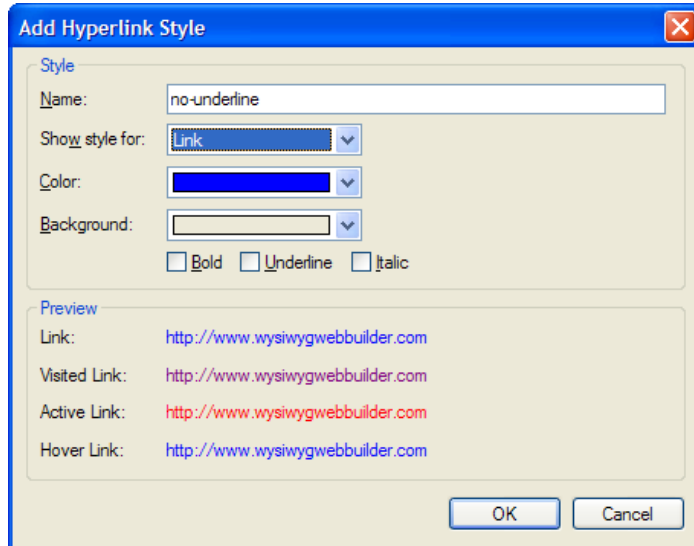 Add Hyperlink Style
Style
Name: no-underline
Show style for: Link
Color:
Background:
Bold Underline Italic
Preview
Link: http://www.wysiwygwebbuilder.com
Visited Link: http://www.wysiwygwebbuilder.com
Active Link: http://www.wysiwygwebbuilder.com
Hover Link: http://www.wysiwygwebbuilder.com
OK Cancel